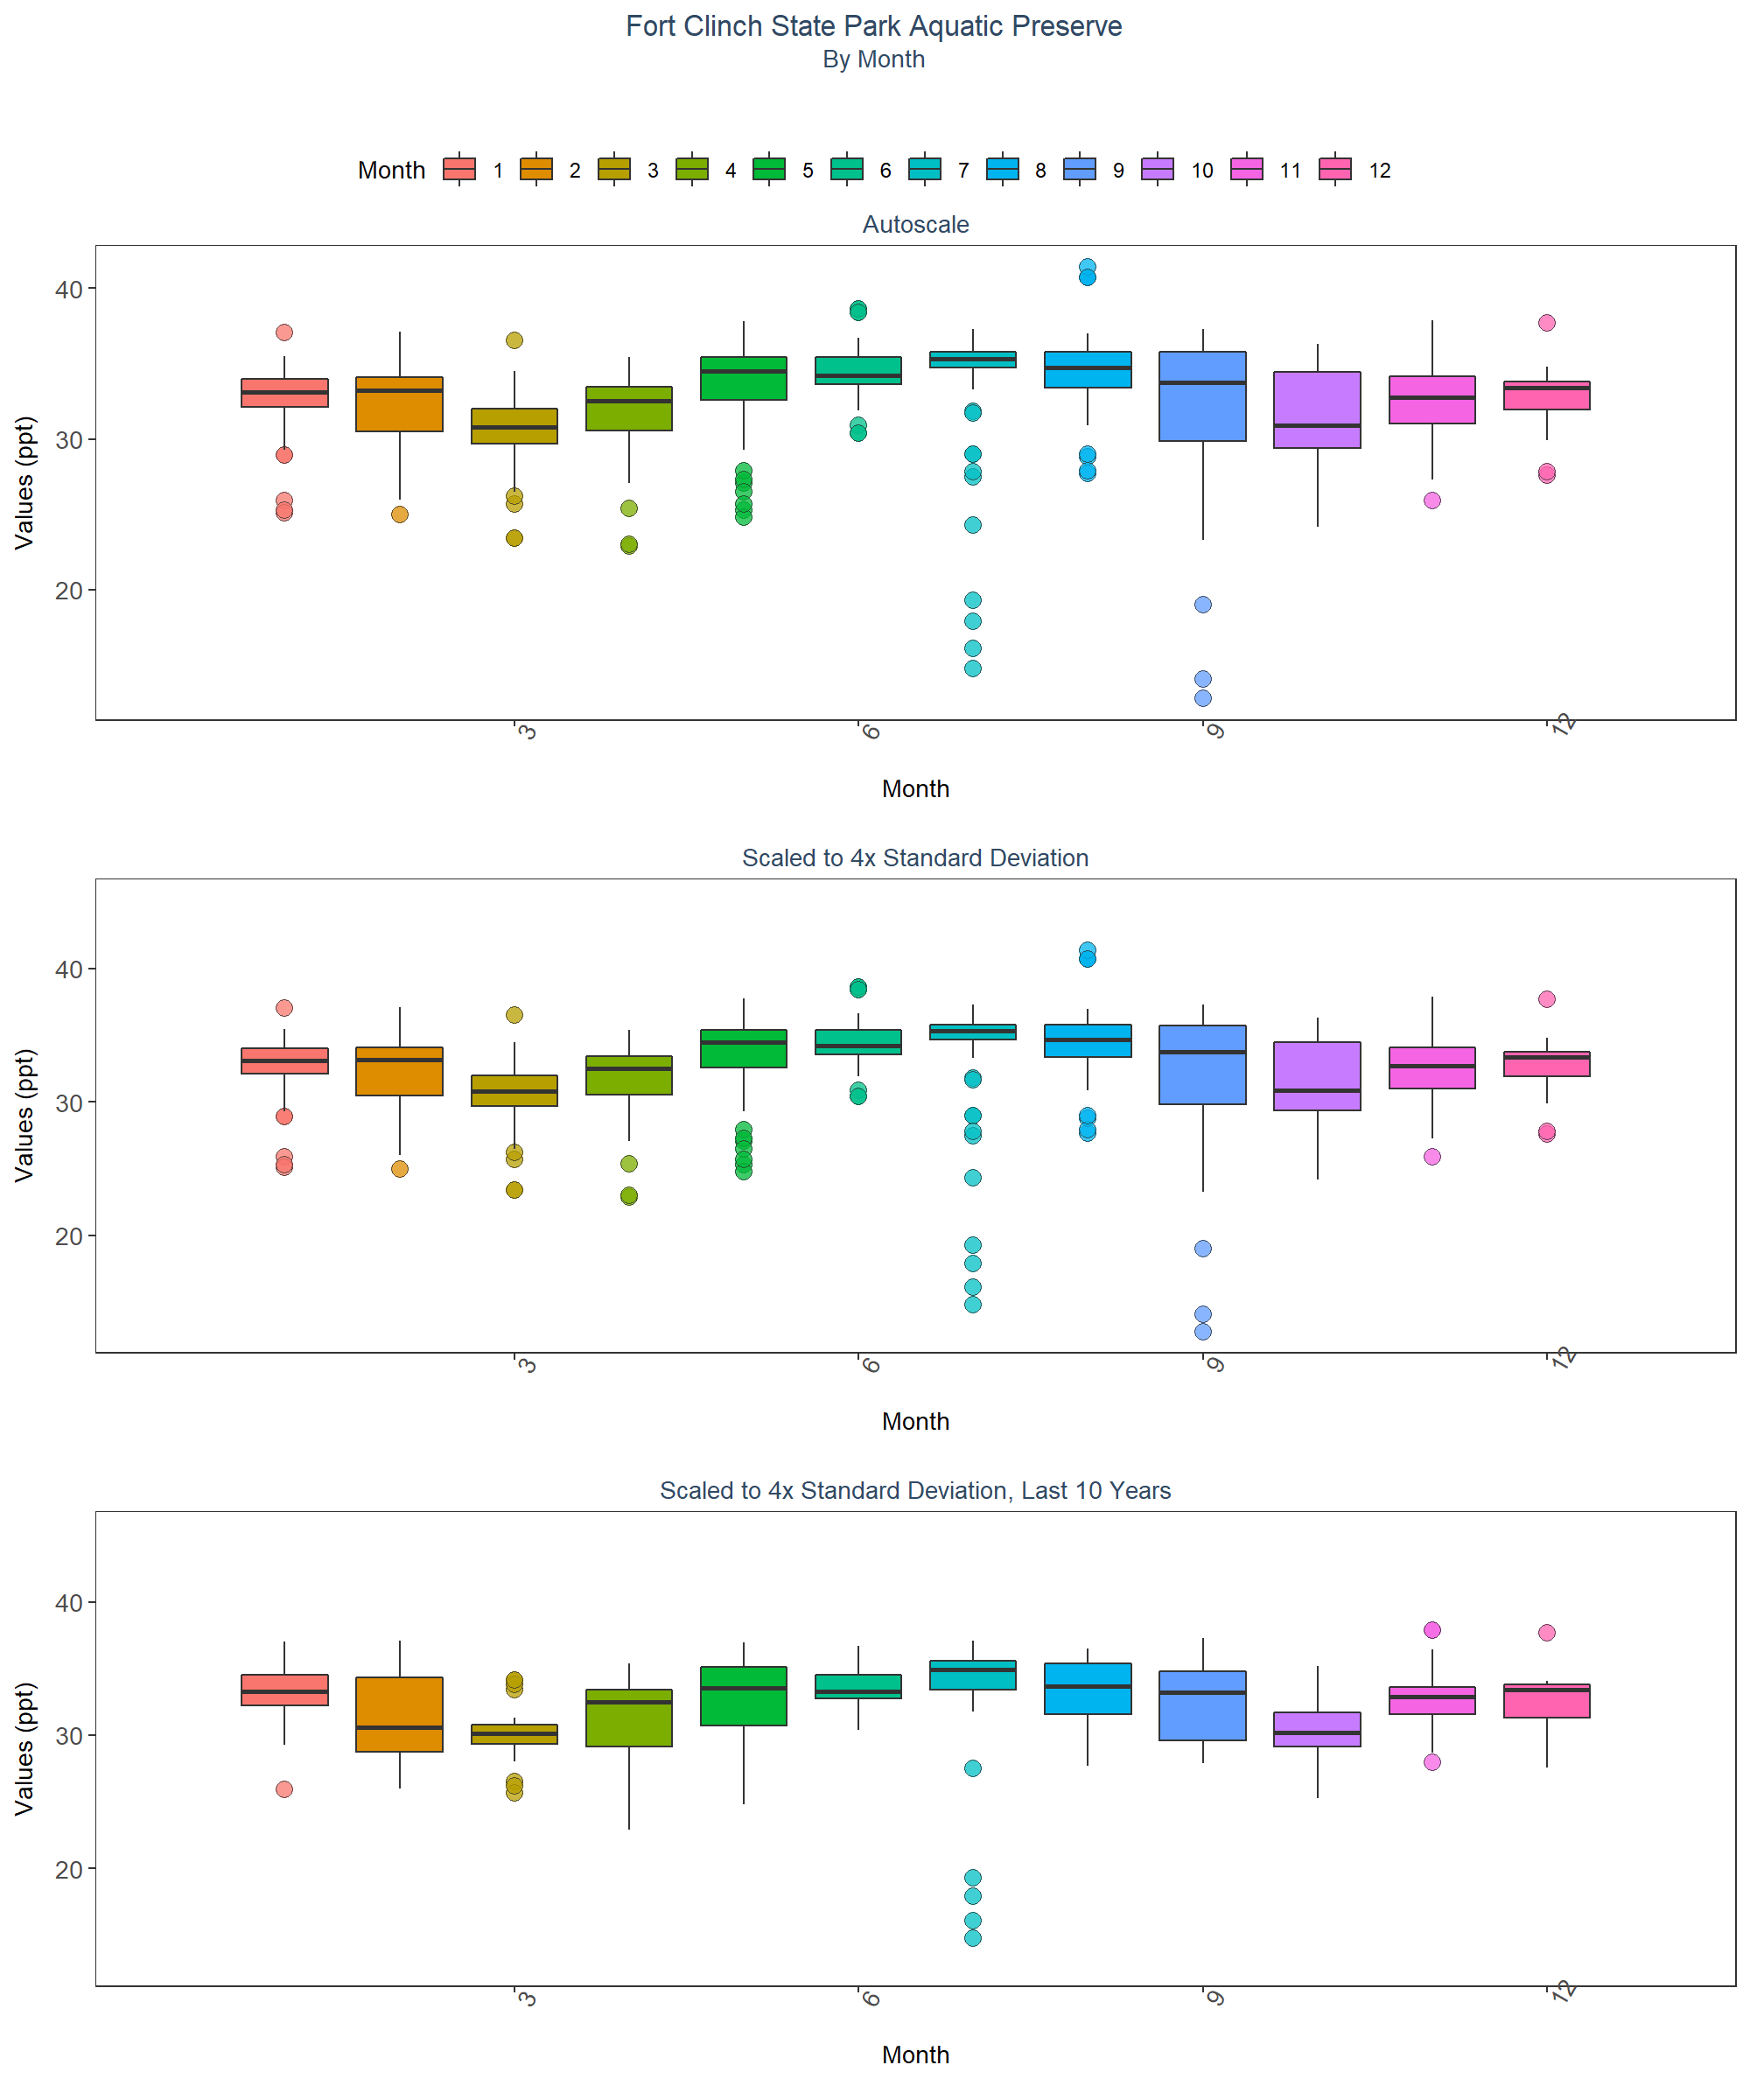 Fort Clinch State Park Aquatic Preserve
By Month
Month 1 2 3 4 5 6 7 8 9 10 11 12
Autoscale
Values (ppt)
40
30
20
3 6 9 12
Month
Scaled to 4x Standard Deviation
Values (ppt)
40
30
20
3 6 9 12
Month
Scaled to 4x Standard Deviation, Last 10 Years
Values (ppt)
40
30
20
3 6 9 12
Month